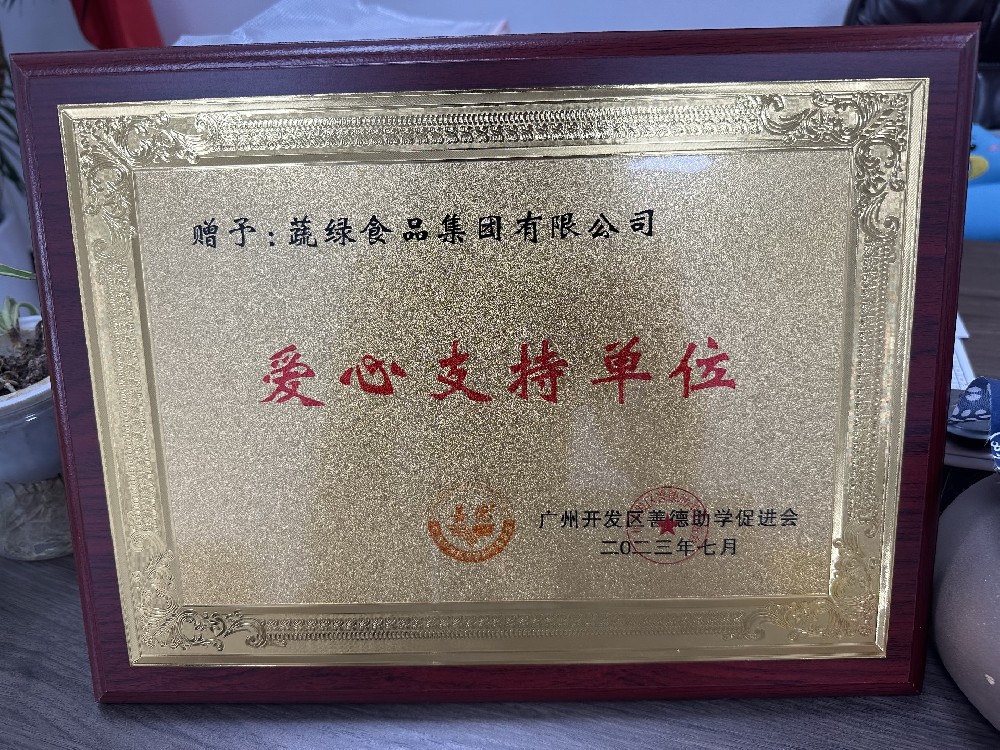 赠予：蔬绿食品集团有限公司
爱心支持单位
广州开发区善德助学促进会
二0二三年七月